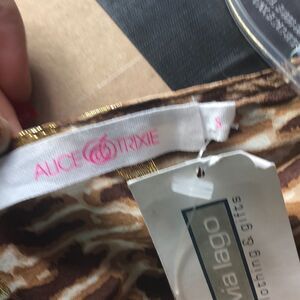 ALICE & TRIXIE
S
via lago
clothing & gifts